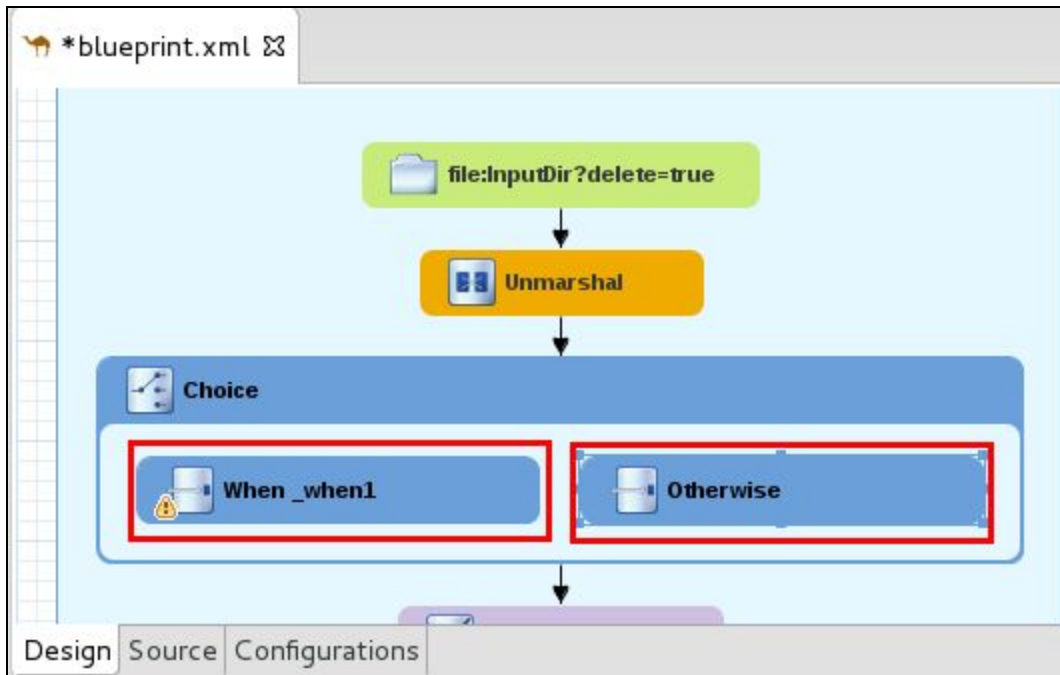 *blueprint.xml
file:InputDir?delete=true
Unmarshal
Choice
When _when1
Otherwise
Design Source Configurations